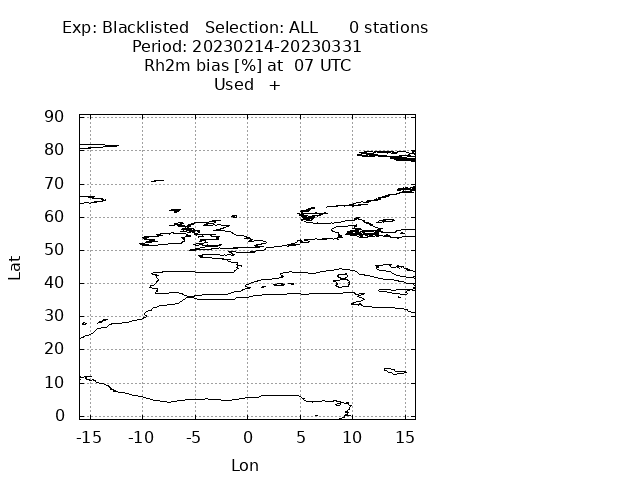 Exp: Blacklisted   Selection: ALL      0 stations
Period: 20230214-20230331
Rh2m bias [%] at  07 UTC
Used   +
90
80
70
60
50
40
30
20
10
0
Lat
-15 -10 -5 0 5 10 15
Lon